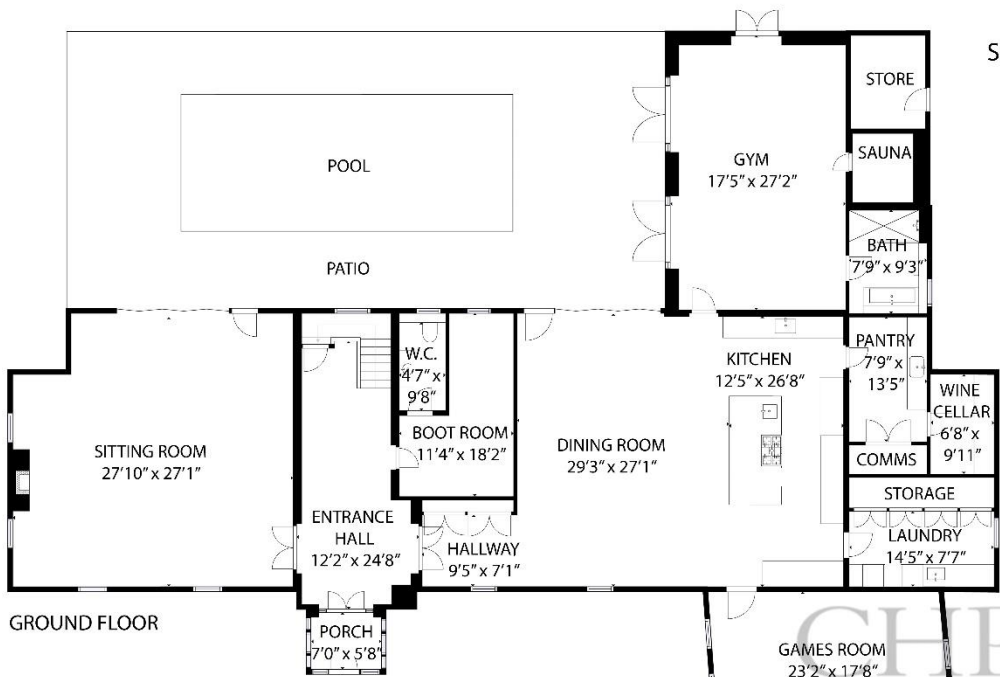 S
STORE
SAUNA
GYM
17'5" x 27'2"
POOL
BATH
7'9" x 9'3"
PATIO
W.C.
4'7" x
9'8"
KITCHEN
12'5" x 26'8"
PANTRY
7'9" x
13'5"
WINE
CELLAR
6'8" x
9'11"
BOOT ROOM
11'4" x 18'2"
SITTING ROOM
27'10" x 27'1"
DINING ROOM
29'3" x 27'1"
COMMS
STORAGE
ENTRANCE
HALL
12'2" x 24'8"
HALLWAY
9'5" x 7'1"
LAUNDRY
14'5" x 7'7"
GROUND FLOOR
PORCH
7'0" x 5'8"
GAMES ROOM
23'2" x 17'8"